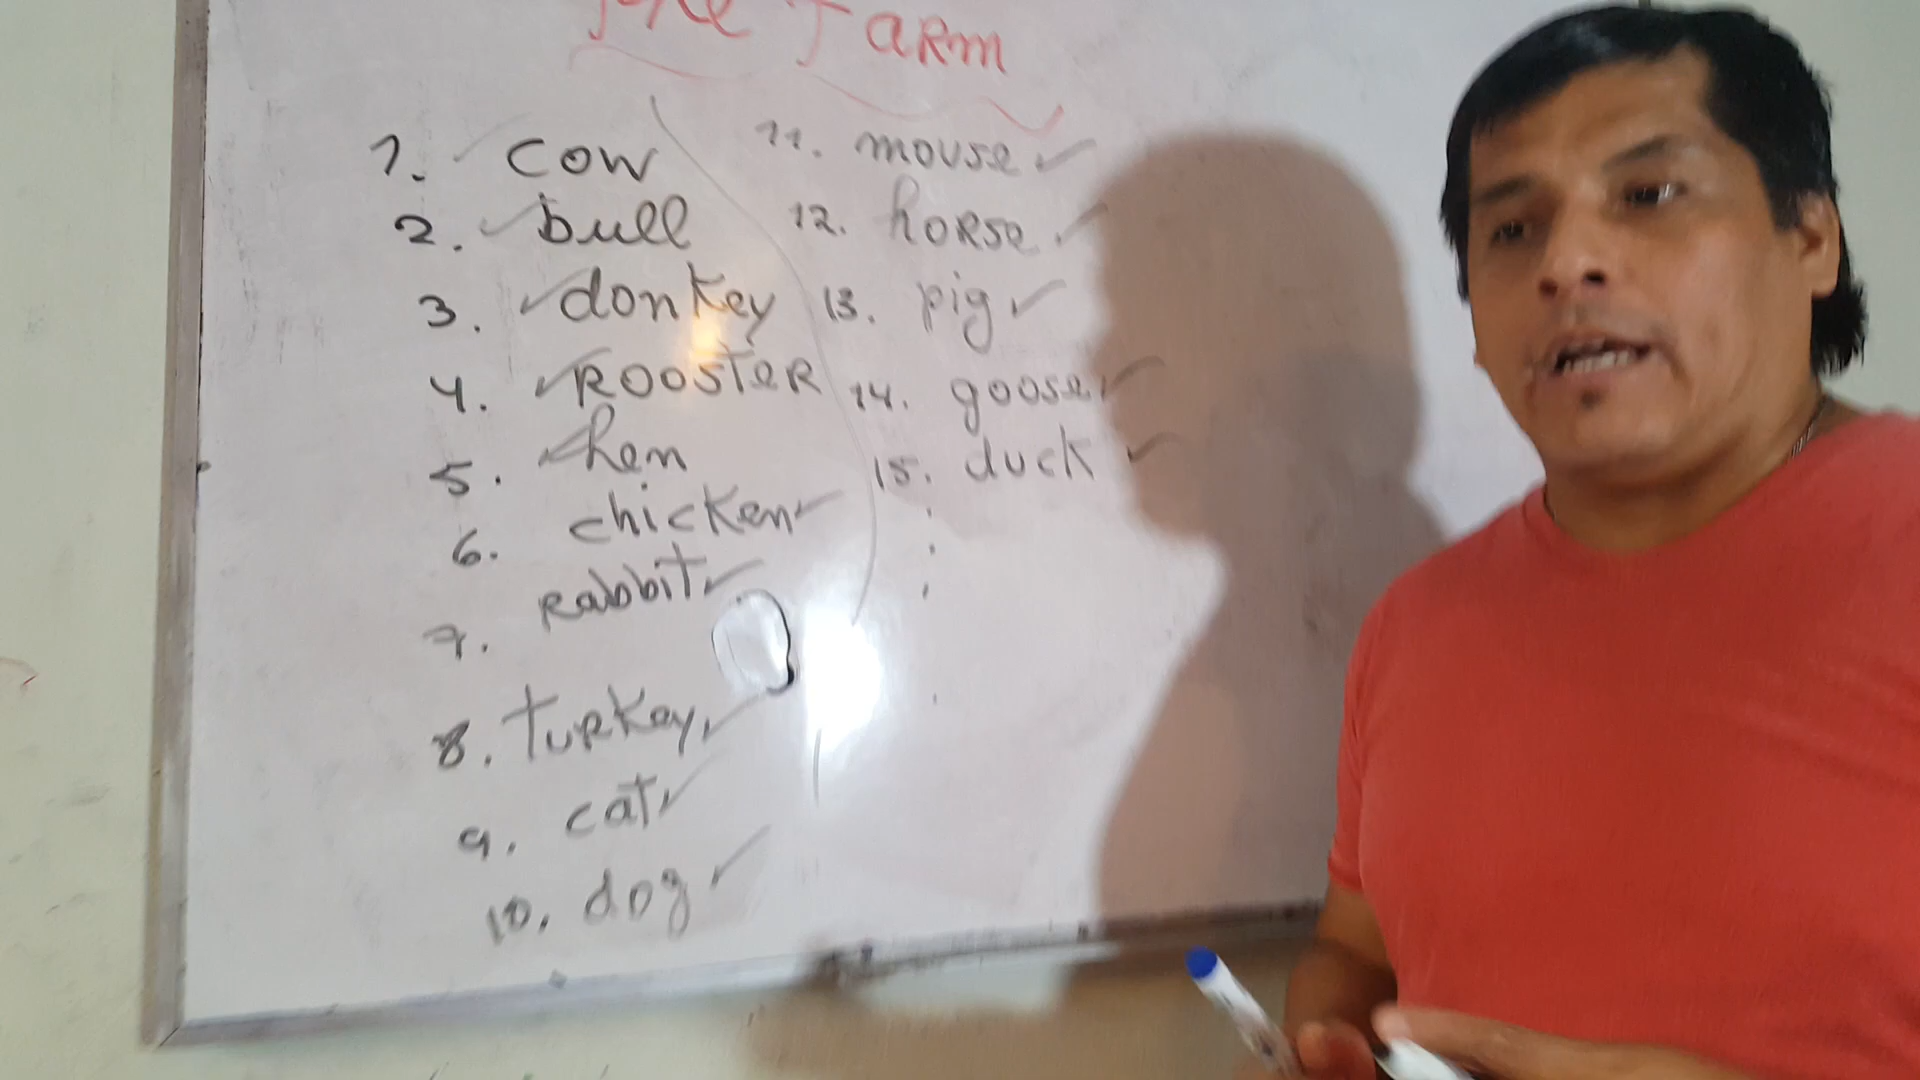 The Farm
1. cow
2. bull
3. donkey
4. ROOSTER
5. hen
6. chicken
7. Rabbit
8. Turkey
9. cat
10. dog
11. mouse
12. horse
13. pig
14. goose
15. duck